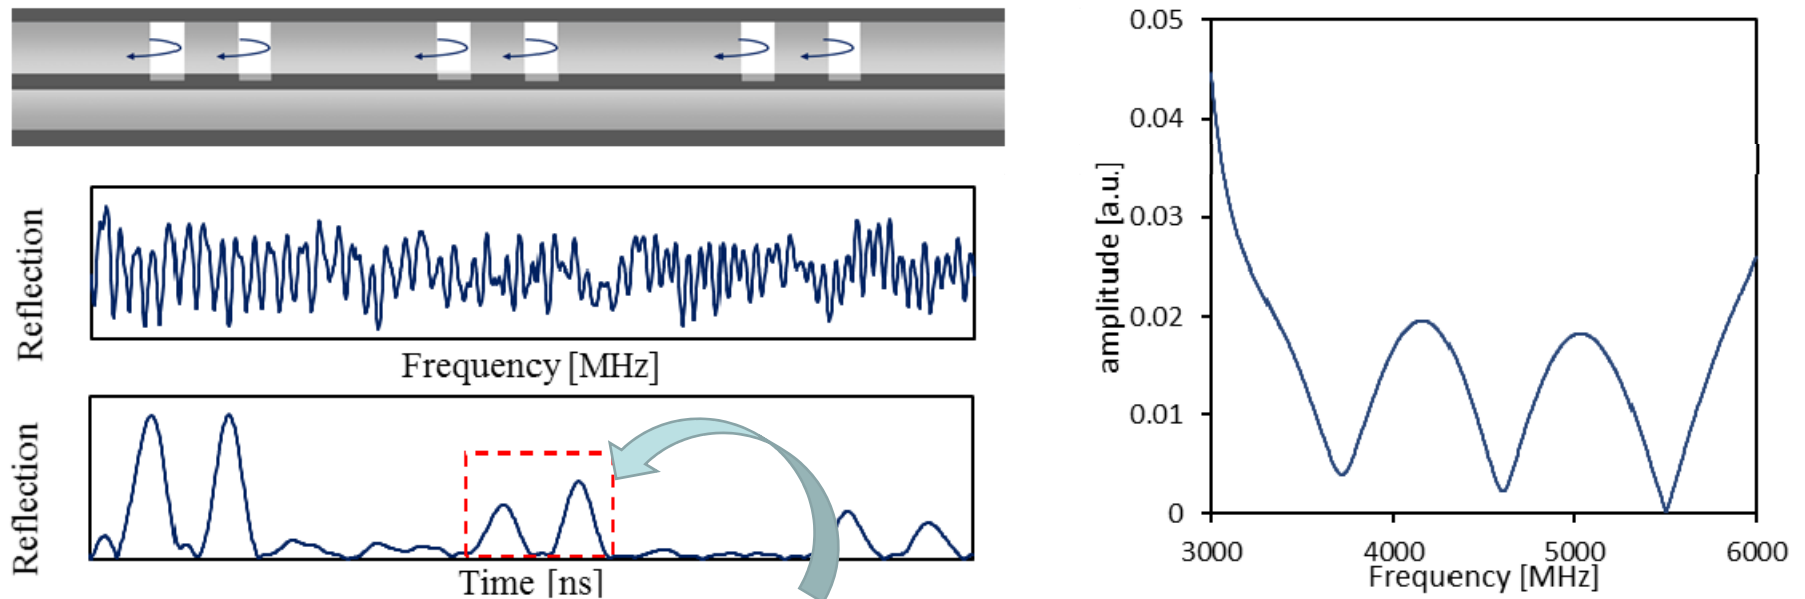 Reflection
Frequency [MHz]
Reflection
Time [ns]
amplitude [a.u.]
0.05
0.04
0.03
0.02
0.01
0
3000
4000
5000
6000
Frequency [MHz]